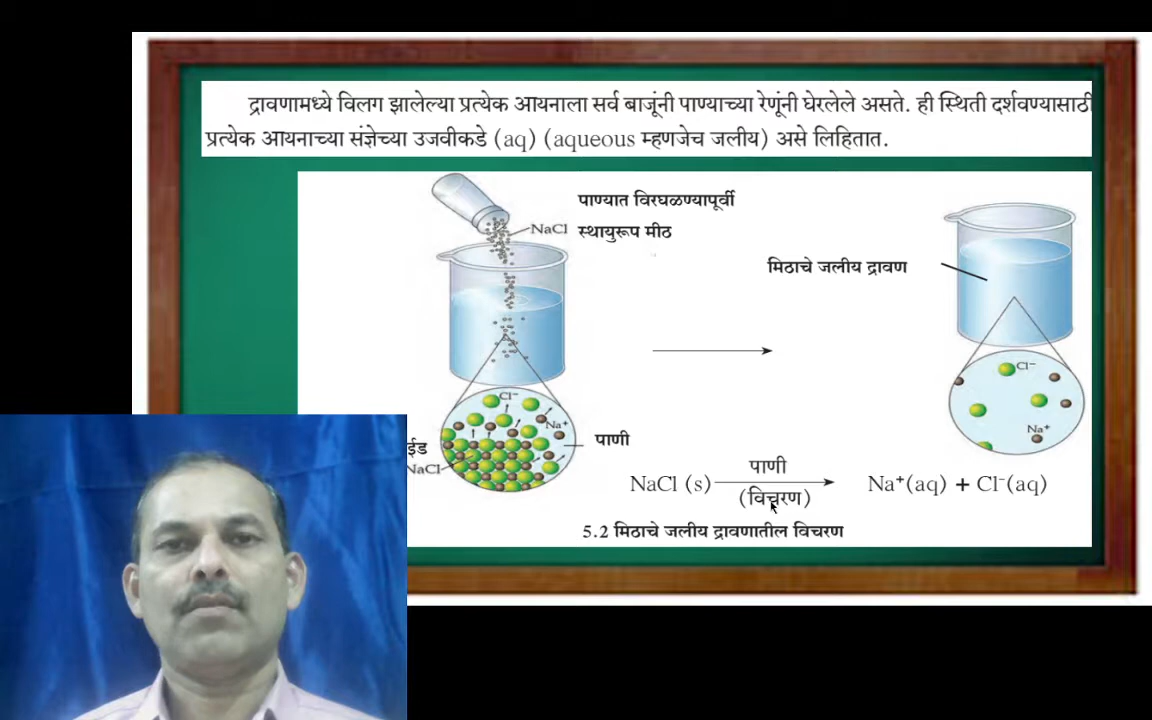 द्रावणामध्ये विलग झालेल्या प्रत्येक आयनाला सर्व बाजूंनी पाण्याच्या रेणूंनी घेरलेले असते. ही स्थिती दर्शवण्यासाठी
प्रत्येक आयनाच्या संज्ञेच्या उजवीकडे (aq) (aqueous म्हणजेच जलीय) असे लिहितात.
पाण्यात विरघळण्यापूर्वी
NaCl स्थायुरूप मीठ
मिठाचे जलीय द्रावण
Cl⁻
Na⁺
पाणी
ईड
NaCl
Cl⁻
Na⁺
पाणी
NaCl (s) → Na⁺(aq) + Cl⁻(aq)
(विचरण)
5.2 मिठाचे जलीय द्रावणातील विचरण